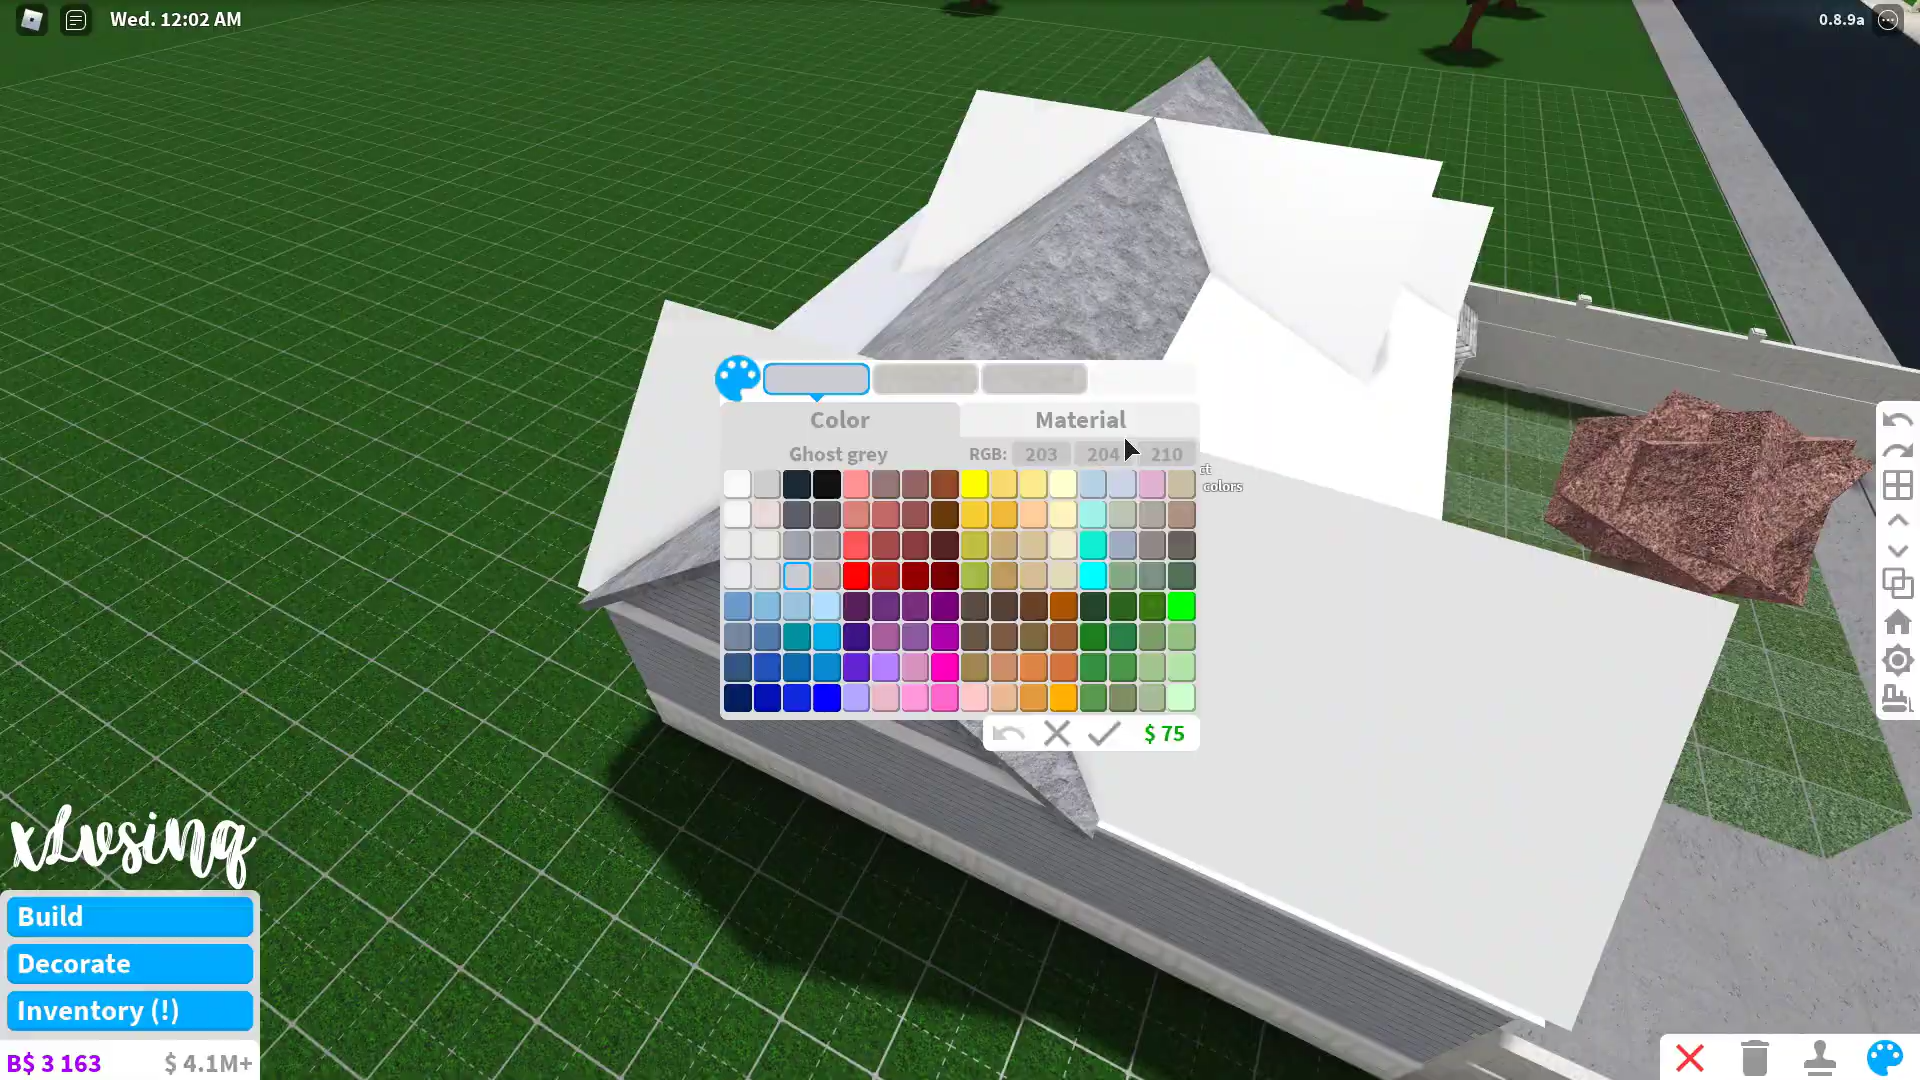 Wed. 12:02 AM
0.8.9a
Color
Material
Ghost grey
RGB: 203 204 210
ct
colors
$ 75
xLvsinq
Build
Decorate
Inventory (!)
B$ 3 163
$ 4.1M+